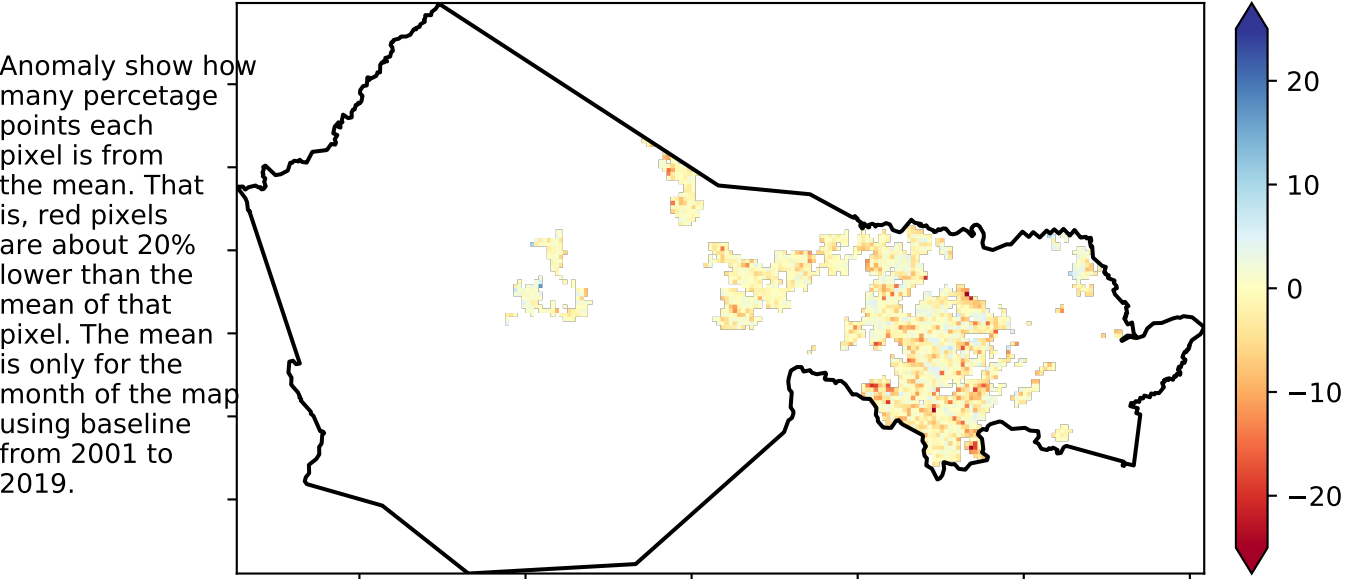 Anomaly show how
many percetage
points each
pixel is from
the mean. That
is, red pixels
are about 20%
lower than the
mean of that
pixel. The mean
is only for the
month of the map
using baseline
from 2001 to
2019.
20
10
0
−10
−20